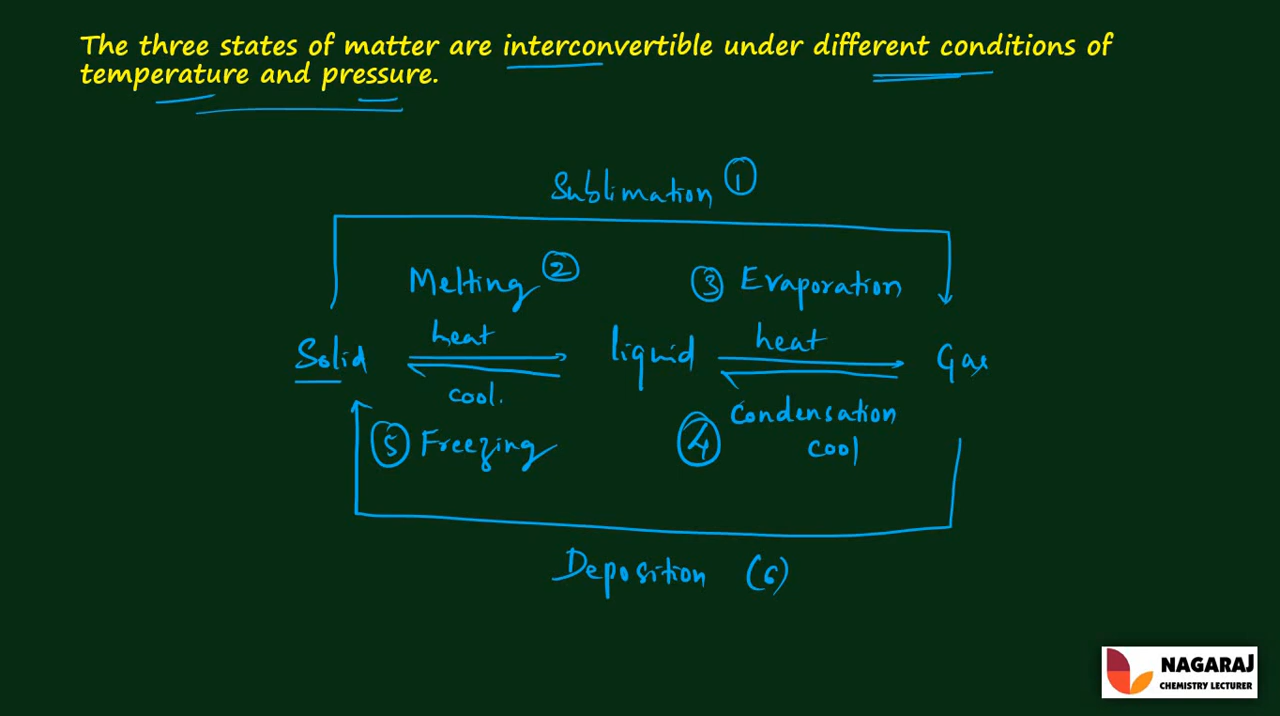 The three states of matter are interconvertible under different conditions of
temperature and pressure.
Sublimation 1
Melting 2
3 Evaporation
heat
heat
Solid
liquid
Gas
cool.
Condensation
5 Freezing
4
cool
Deposition (6)
NAGARAJ
CHEMISTRY LECTURER